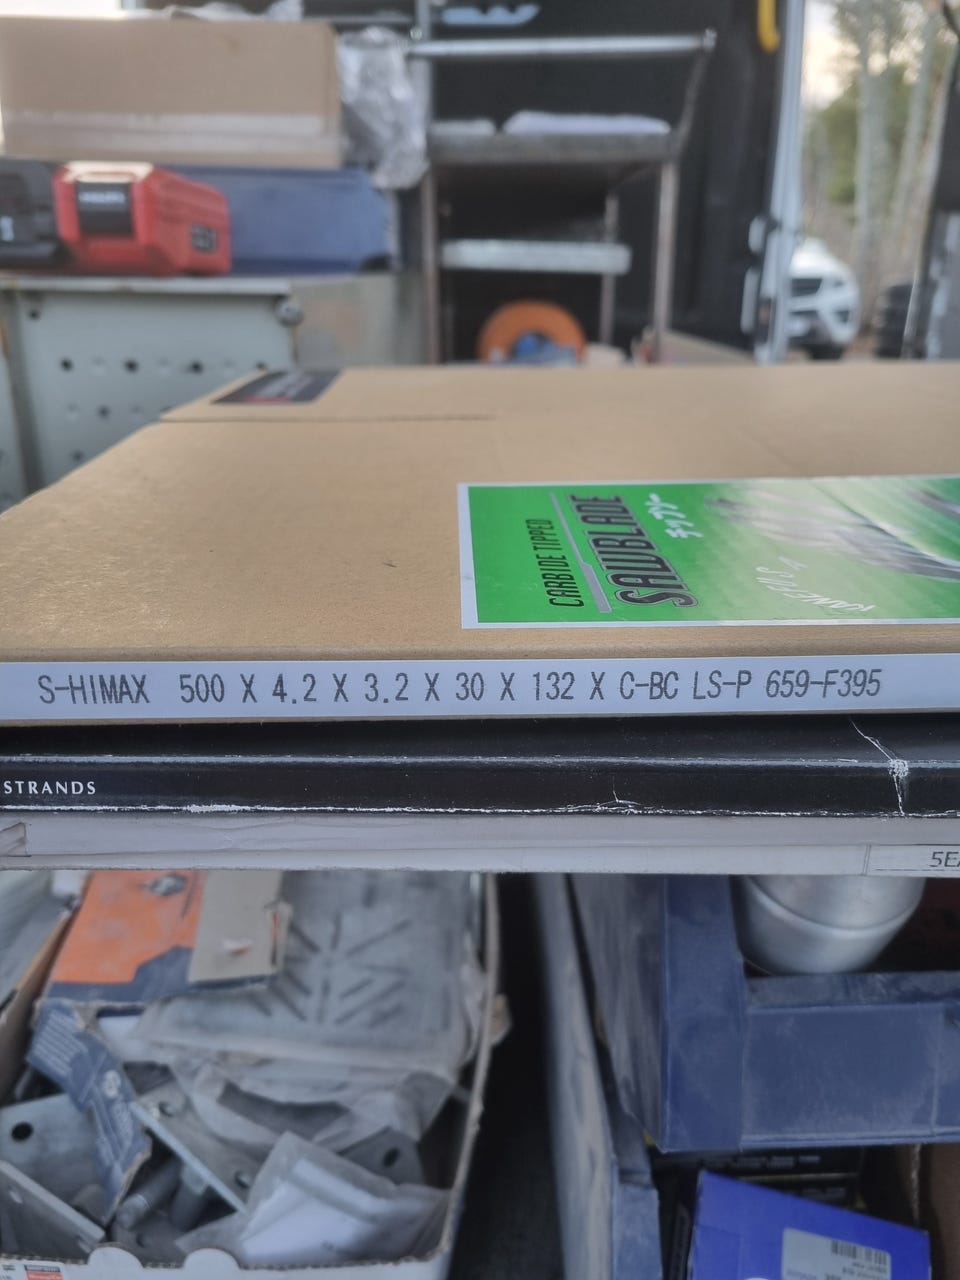 CARBIDE TIPPED
SAWBLADE
チップソー
KANEFUSA
S-HIMAX 500 X 4.2 X 3.2 X 30 X 132 X C-BC LS-P 659-F395
STRANDS